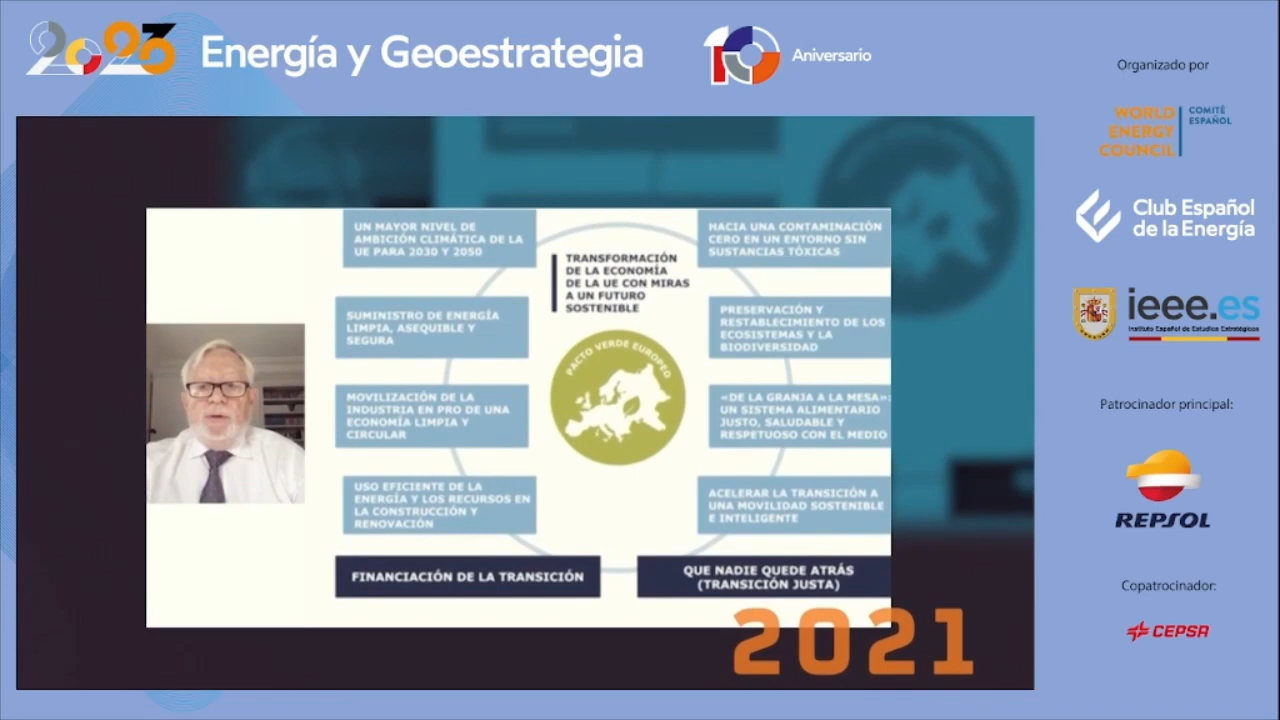 2023
Energía y Geoestrategia
10
Aniversario
Organizado por
WORLD
ENERGY
COUNCIL
COMITÉ
ESPAÑOL
Club Español
de la Energía
ieee.es
Instituto Español de Estudios Estratégicos
Patrocinador principal:
REPSOL
Copatrocinador:
CEPSA
UN MAYOR NIVEL DE
AMBICIÓN CLIMÁTICA DE LA
UE PARA 2030 Y 2050
SUMINISTRO DE ENERGÍA
LIMPIA, ASEQUIBLE Y
SEGURA
MOVILIZACIÓN DE LA
INDUSTRIA EN PRO DE UNA
ECONOMÍA LIMPIA Y
CIRCULAR
USO EFICIENTE DE LA
ENERGÍA Y LOS RECURSOS EN
LA CONSTRUCCIÓN Y
RENOVACIÓN
TRANSFORMACIÓN
DE LA ECONOMÍA
DE LA UE CON MIRAS
A UN FUTURO
SOSTENIBLE
PACTO VERDE EUROPEO
HACIA UNA CONTAMINACIÓN
CERO EN UN ENTORNO SIN
SUSTANCIAS TÓXICAS
PRESERVACIÓN Y
RESTABLECIMIENTO DE LOS
ECOSISTEMAS Y LA
BIODIVERSIDAD
«DE LA GRANJA A LA MESA»:
UN SISTEMA ALIMENTARIO
JUSTO, SALUDABLE Y
RESPETUOSO CON EL MEDIO
ACELERAR LA TRANSICIÓN A
UNA MOVILIDAD SOSTENIBLE
E INTELIGENTE
FINANCIACIÓN DE LA TRANSICIÓN
QUE NADIE QUEDE ATRÁS
(TRANSICIÓN JUSTA)
2021